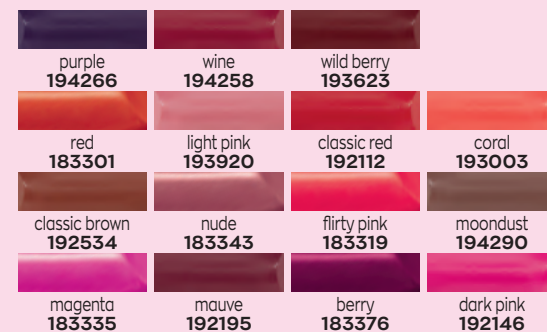 purple wine wild berry
194266 194258 193623
red light pink classic red coral
183301 193920 192112 193003
classic brown nude flirty pink moondust
192534 183343 183319 194290
magenta mauve berry dark pink
183335 192195 183376 192146